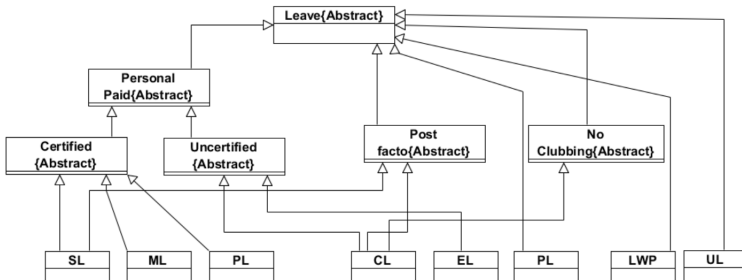 Leave{Abstract}
Personal
Paid{Abstract}
Certified
{Abstract}
Uncertified
{Abstract}
Post
facto{Abstract}
No
Clubbing{Abstract}
SL
ML
PL
CL
EL
PL
LWP
UL